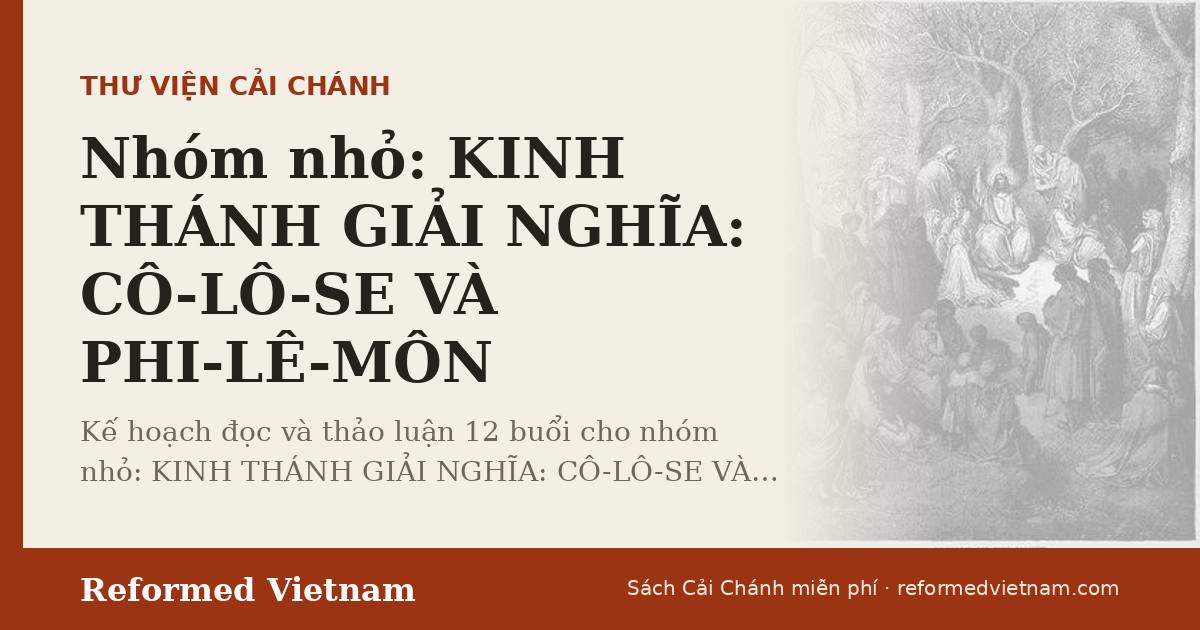 THƯ VIỆN CẢI CHÁNH
Nhóm nhỏ: KINH
THÁNH GIẢI NGHĨA:
CÔ-LÔ-SE VÀ
PHI-LÊ-MÔN
Kế hoạch đọc và thảo luận 12 buổi cho nhóm
nhỏ: KINH THÁNH GIẢI NGHĨA: CÔ-LÔ-SE VÀ...
Reformed Vietnam
Sách Cải Chánh miễn phí · reformedvietnam.com